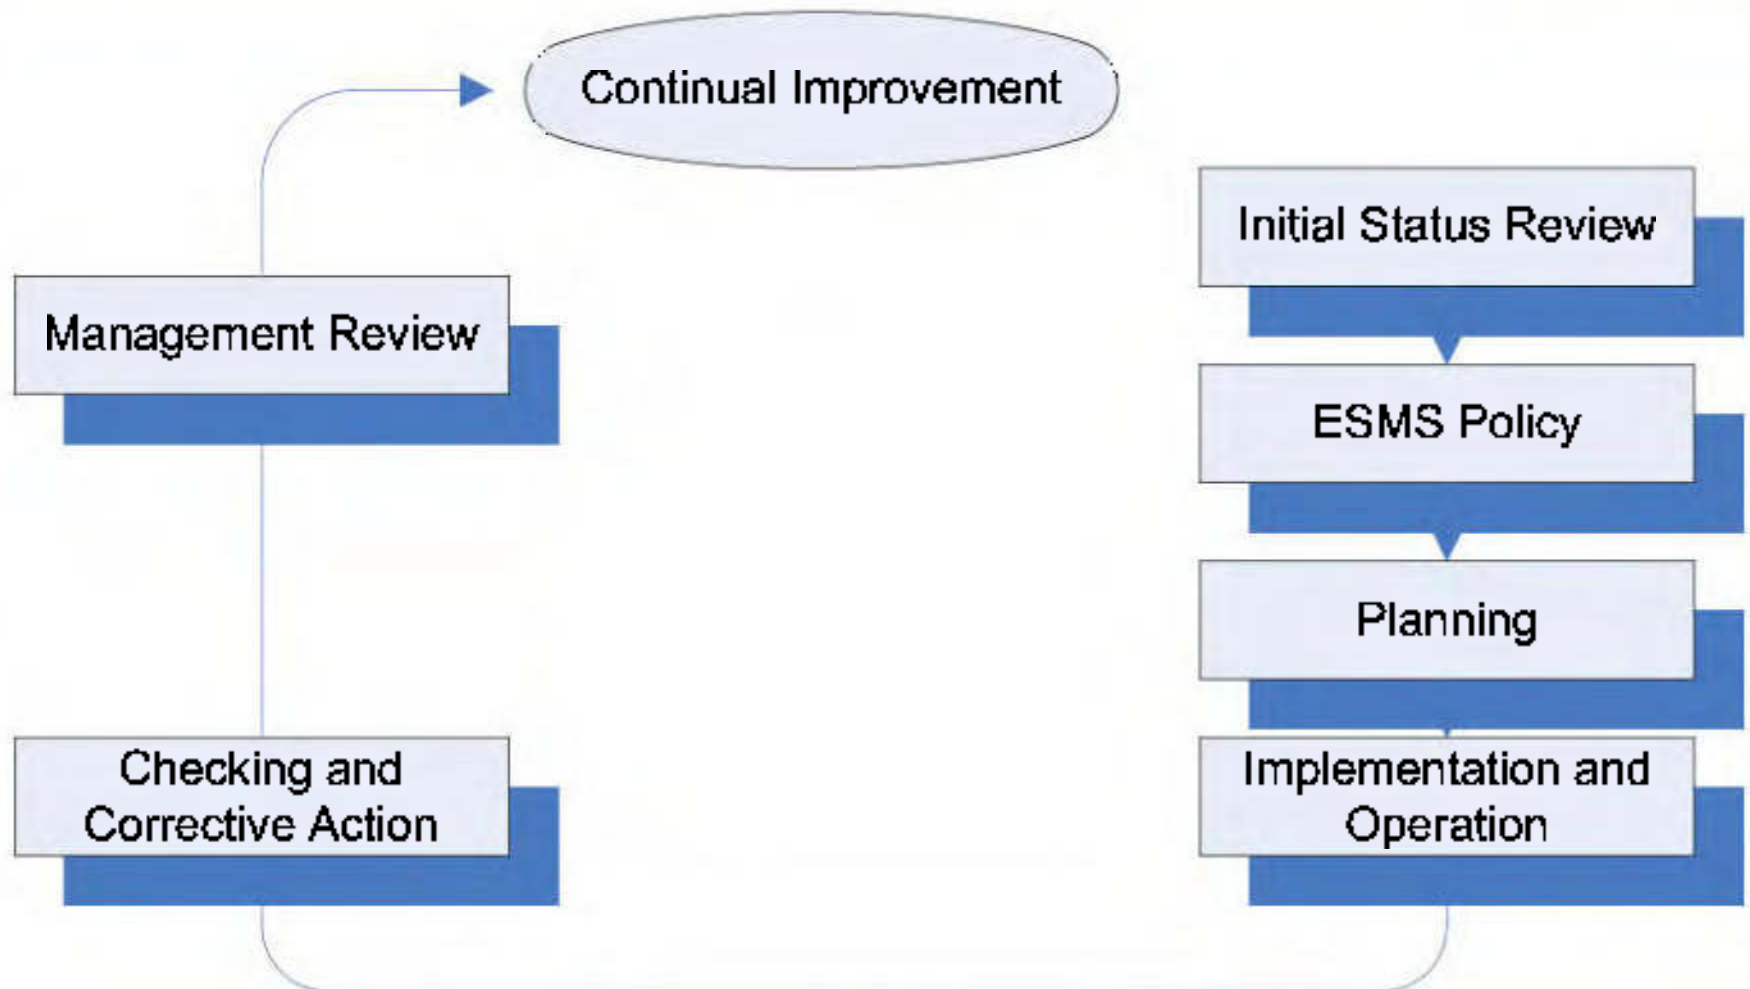 Continual Improvement
Initial Status Review
Management Review
ESMS Policy
Planning
Checking and
Corrective Action
Implementation and
Operation